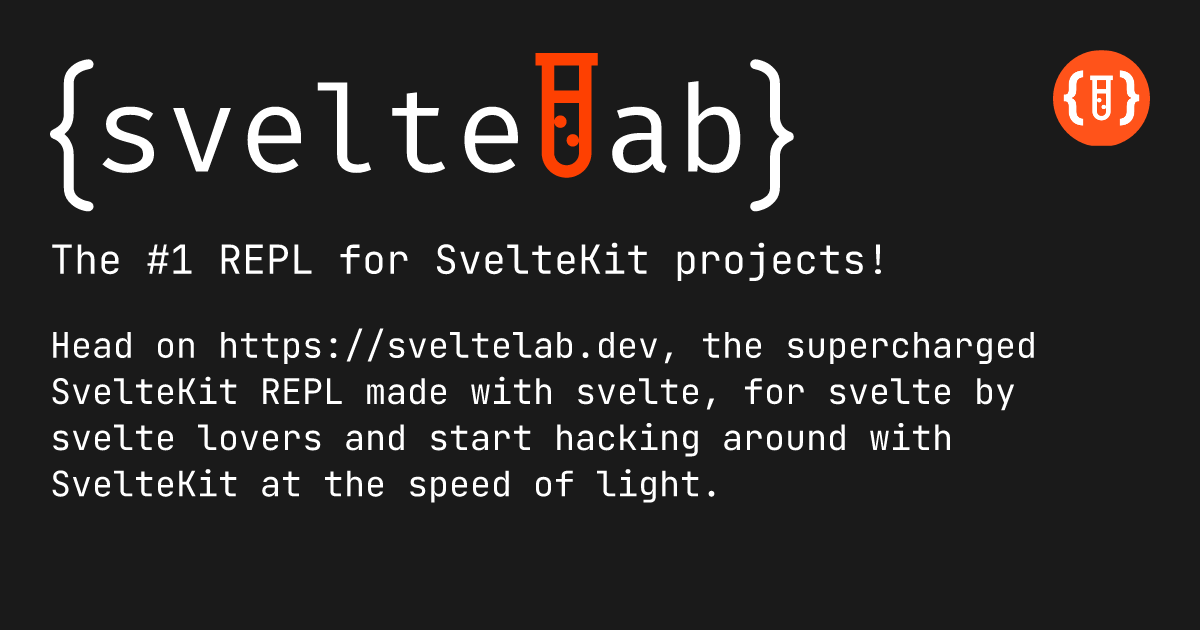 {sveltelab}
The #1 REPL for SvelteKit projects!
Head on https://sveltelab.dev, the supercharged
SvelteKit REPL made with svelte, for svelte by
svelte lovers and start hacking around with
SvelteKit at the speed of light.